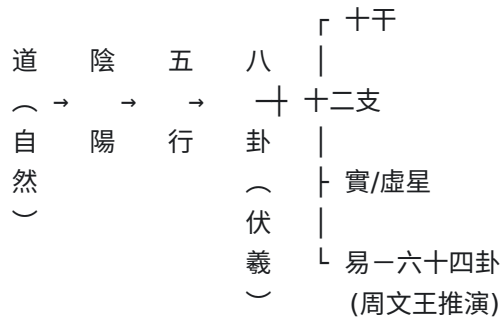 道(自然)
→
陰陽
→
五行
→
八卦(伏羲)
十干
十二支
實/虛星
易－六十四卦
(周文王推演)